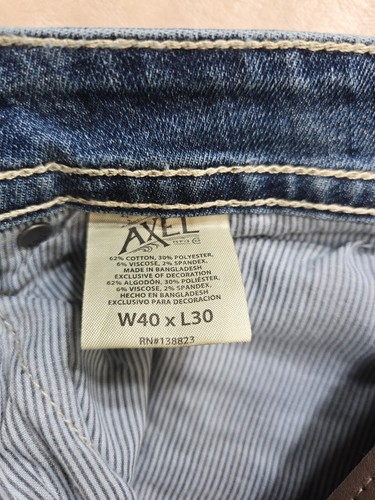 AXEL
62% COTTON, 30% POLYESTER,
6% VISCOSE, 2% SPANDEX,
MADE IN BANGLADESH
EXCLUSIVE OF DECORATION
62% ALGODÓN, 30% POLIÉSTER,
6% VISCOSE, 2% SPANDEX,
HECHO EN BANGLADESH
EXCLUSIVO PARA DECORACIÓN
W40 x L30
RN#138823